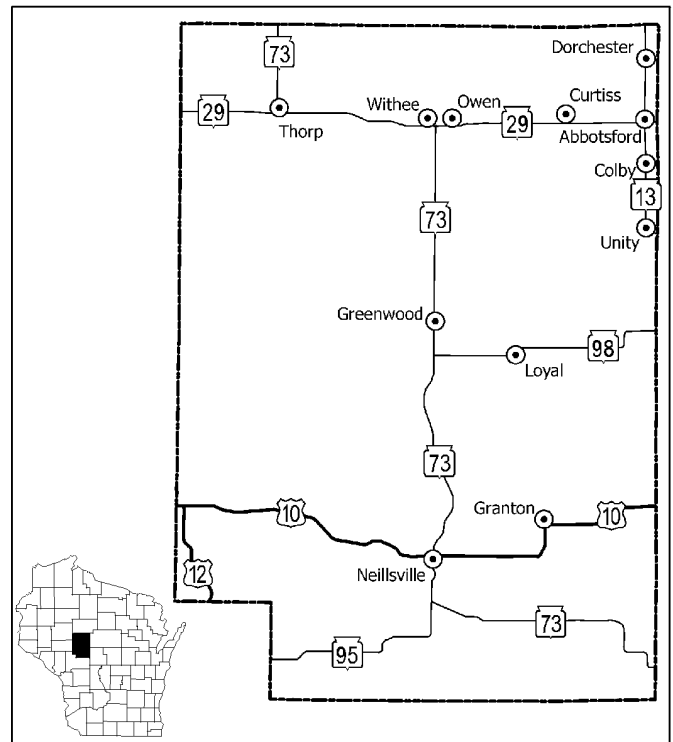 Dorchester
73
Curtiss
Withee
Owen
29
29
Thorp
Abbotsford
Colby
13
73
Unity
Greenwood
98
Loyal
73
Granton
10
10
12
Neillsville
73
95